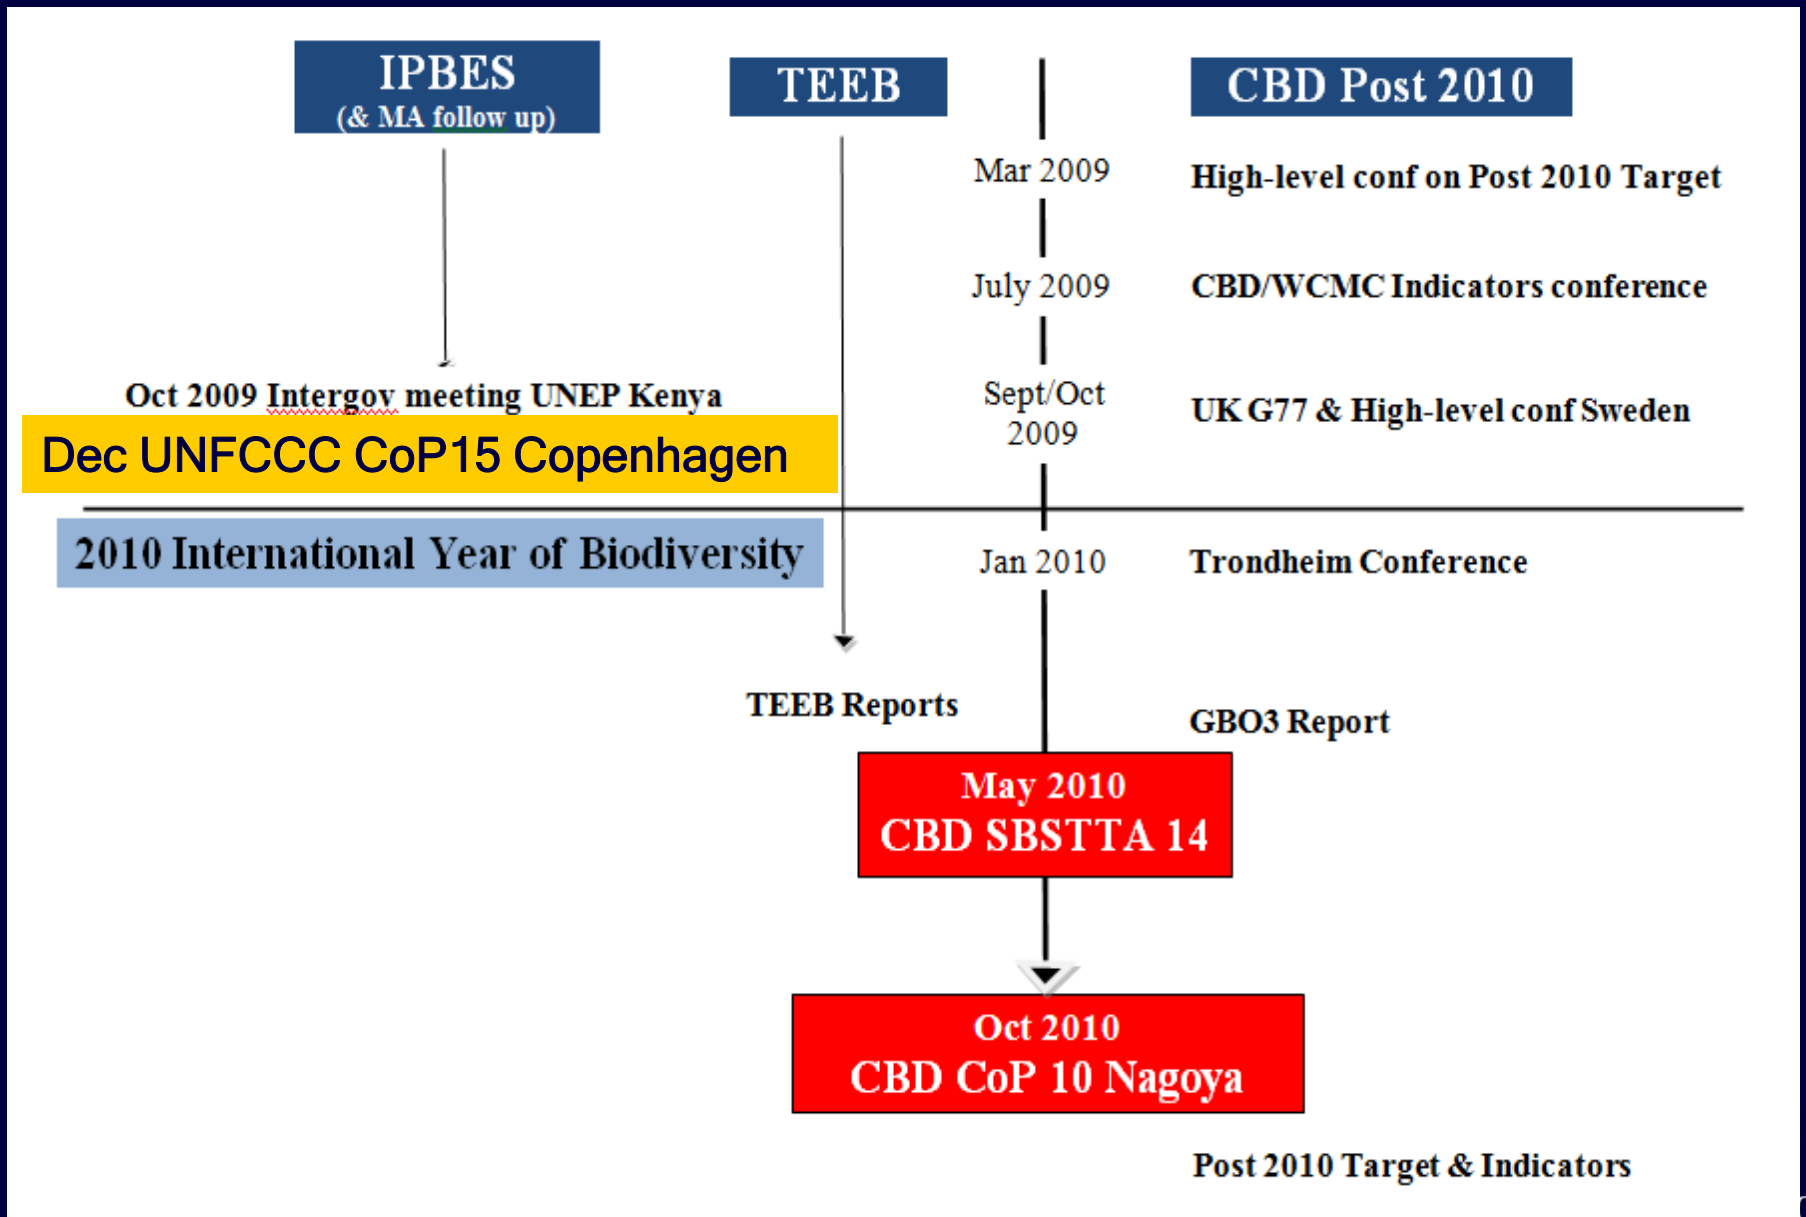 IPBES
(& MA follow up)
TEEB
CBD Post 2010
Mar 2009
High-level conf on Post 2010 Target
July 2009
CBD/WCMC Indicators conference
Oct 2009 Intergov meeting UNEP Kenya
Sept/Oct
2009
UK G77 & High-level conf Sweden
Dec UNFCCC CoP15 Copenhagen
2010 International Year of Biodiversity
Jan 2010
Trondheim Conference
TEEB Reports
GBO3 Report
May 2010
CBD SBSTTA 14
Oct 2010
CBD CoP 10 Nagoya
Post 2010 Target & Indicators